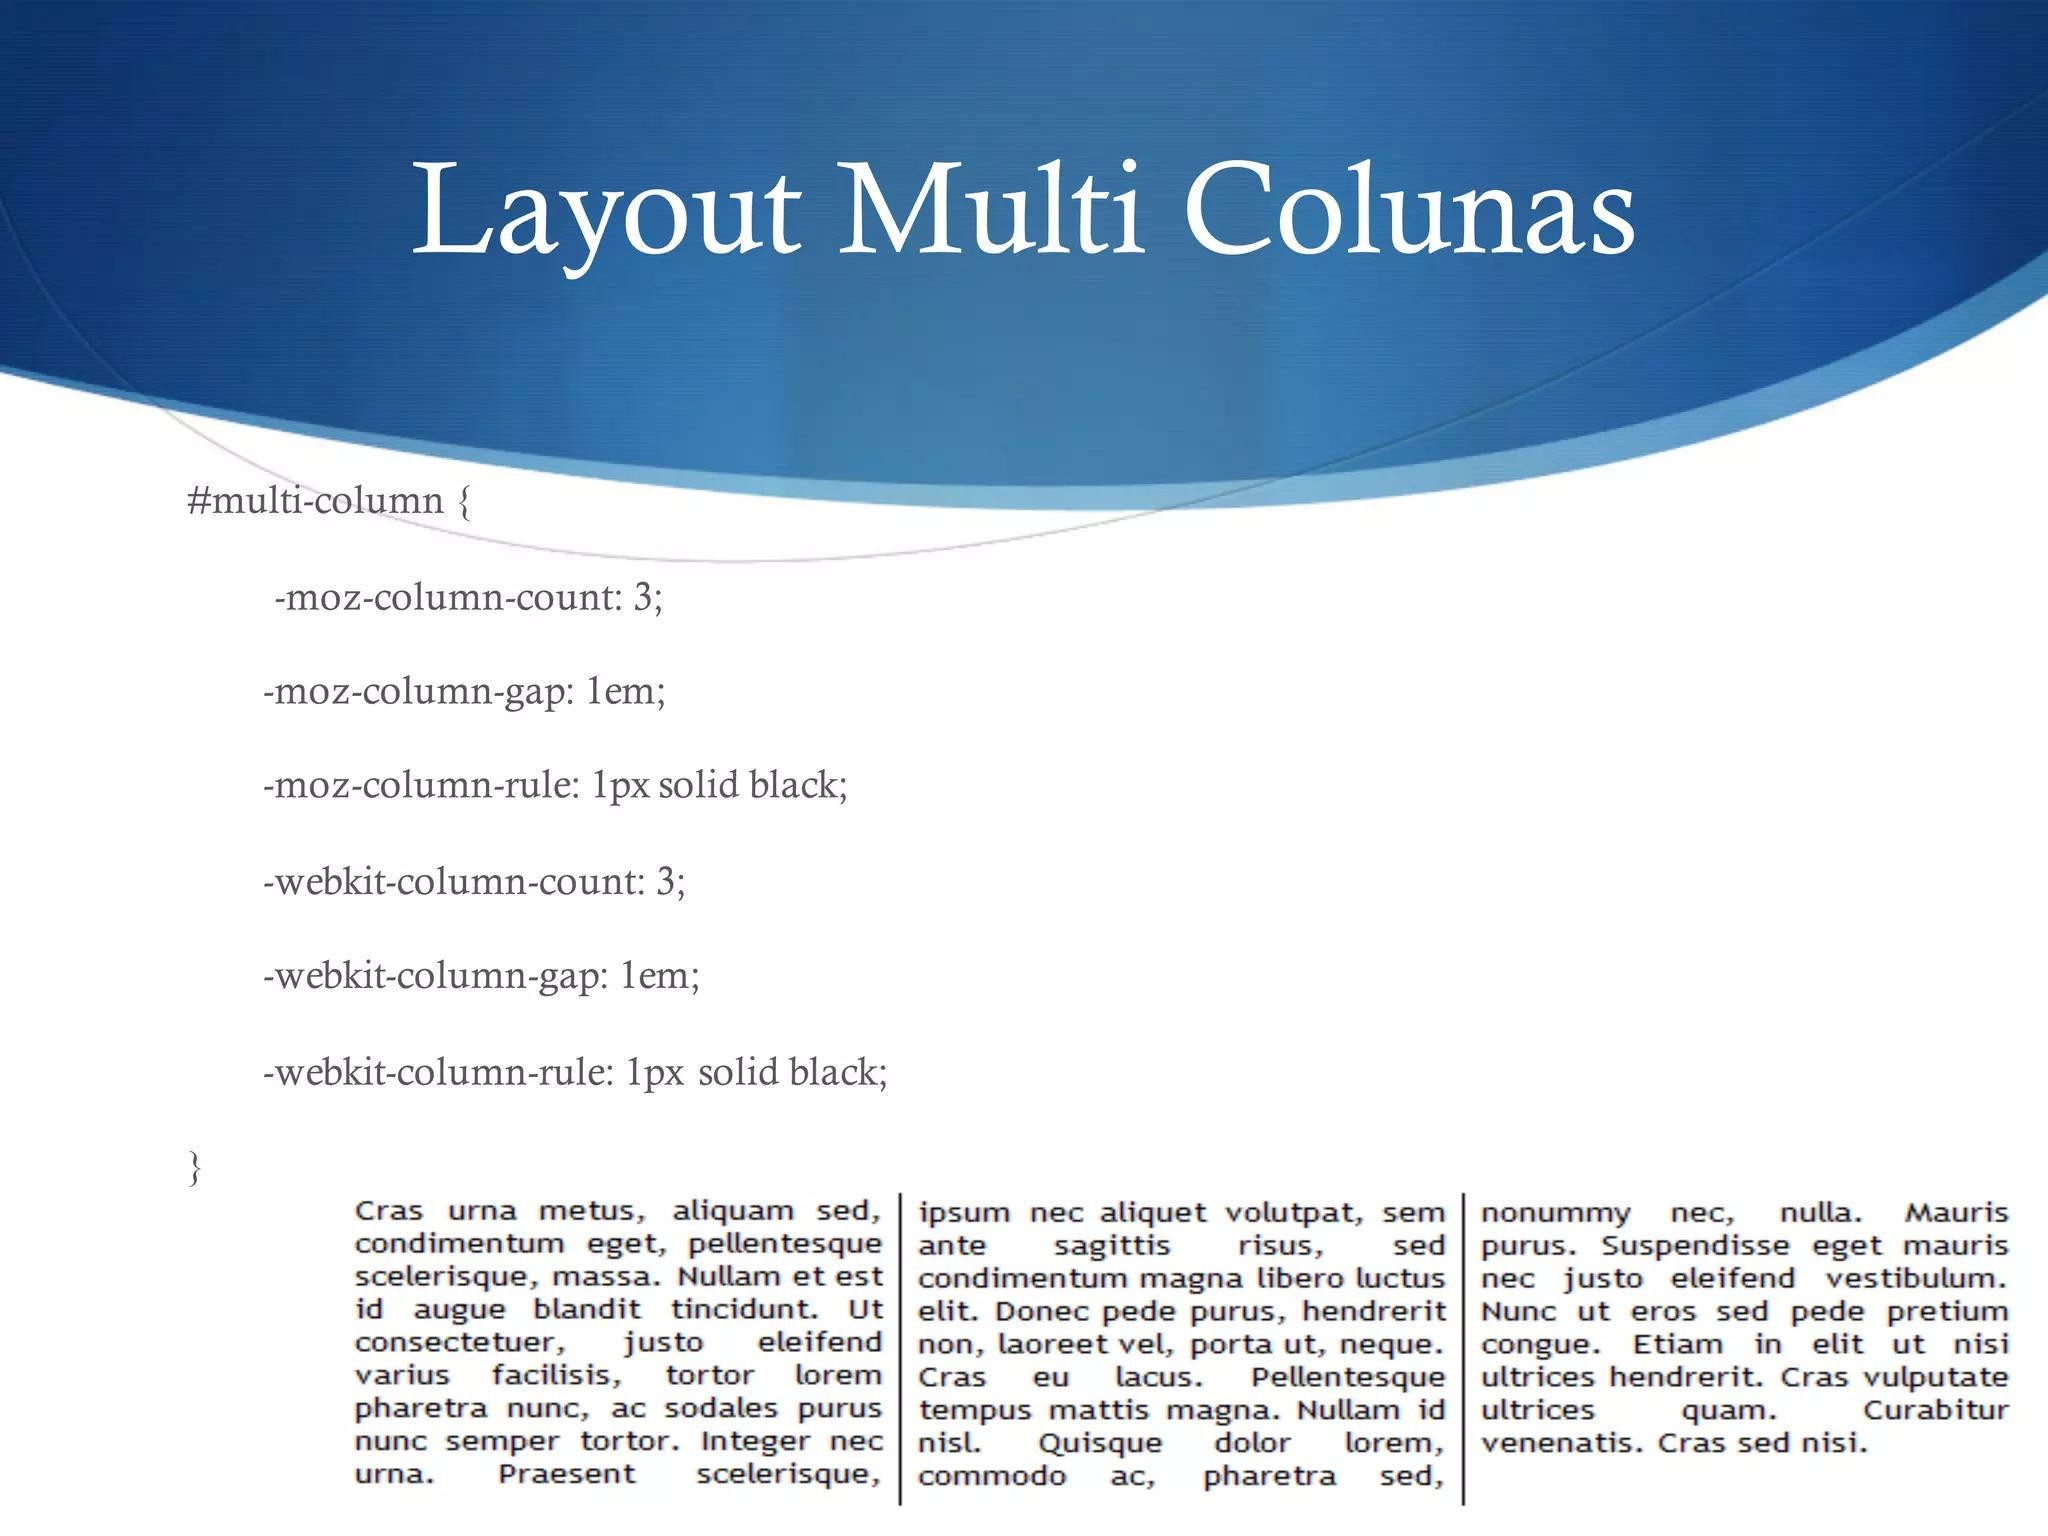 Layout Multi Colunas
#multi-column {
-moz-column-count: 3;
-moz-column-gap: 1em;
-moz-column-rule: 1px solid black;
-webkit-column-count: 3;
-webkit-column-gap: 1em;
-webkit-column-rule: 1px solid black;
}
Cras urna metus, aliquam sed,
condimentum eget, pellentesque
scelerisque, massa. Nullam et est
id augue blandit tincidunt. Ut
consectetuer, justo eleifend
varius facilisis, tortor lorem
pharetra nunc, ac sodales purus
nunc semper tortor. Integer nec
urna. Praesent scelerisque,
ipsum nec aliquet volutpat, sem
ante sagittis risus, sed
condimentum magna libero luctus
elit. Donec pede purus, hendrerit
non, laoreet vel, porta ut, neque.
Cras eu lacus. Pellentesque
tempus mattis magna. Nullam id
nisl. Quisque dolor lorem,
commodo ac, pharetra sed,
nonummy nec, nulla. Mauris
purus. Suspendisse eget mauris
nec justo eleifend vestibulum.
Nunc ut eros sed pede pretium
congue. Etiam in elit ut nisi
ultrices hendrerit. Cras vulputate
ultrices quam. Curabitur
venenatis. Cras sed nisi.